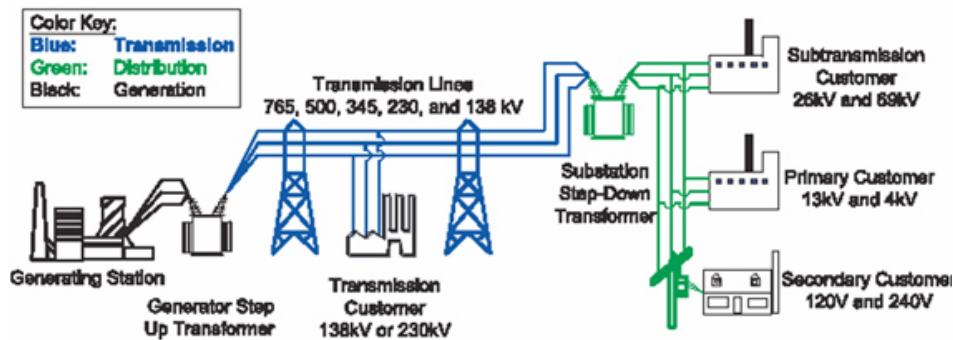 Color Key:
Blue: Transmission
Green: Distribution
Black: Generation
Transmission Lines
765, 500, 345, 230, and 138 kV
Subtransmission
Customer
26kV and 69kV
Substation
Step-Down
Transformer
Primary Customer
13kV and 4kV
Generating Station
Generator Step
Up Transformer
Transmission
Customer
138kV or 230kV
Secondary Customer
120V and 240V